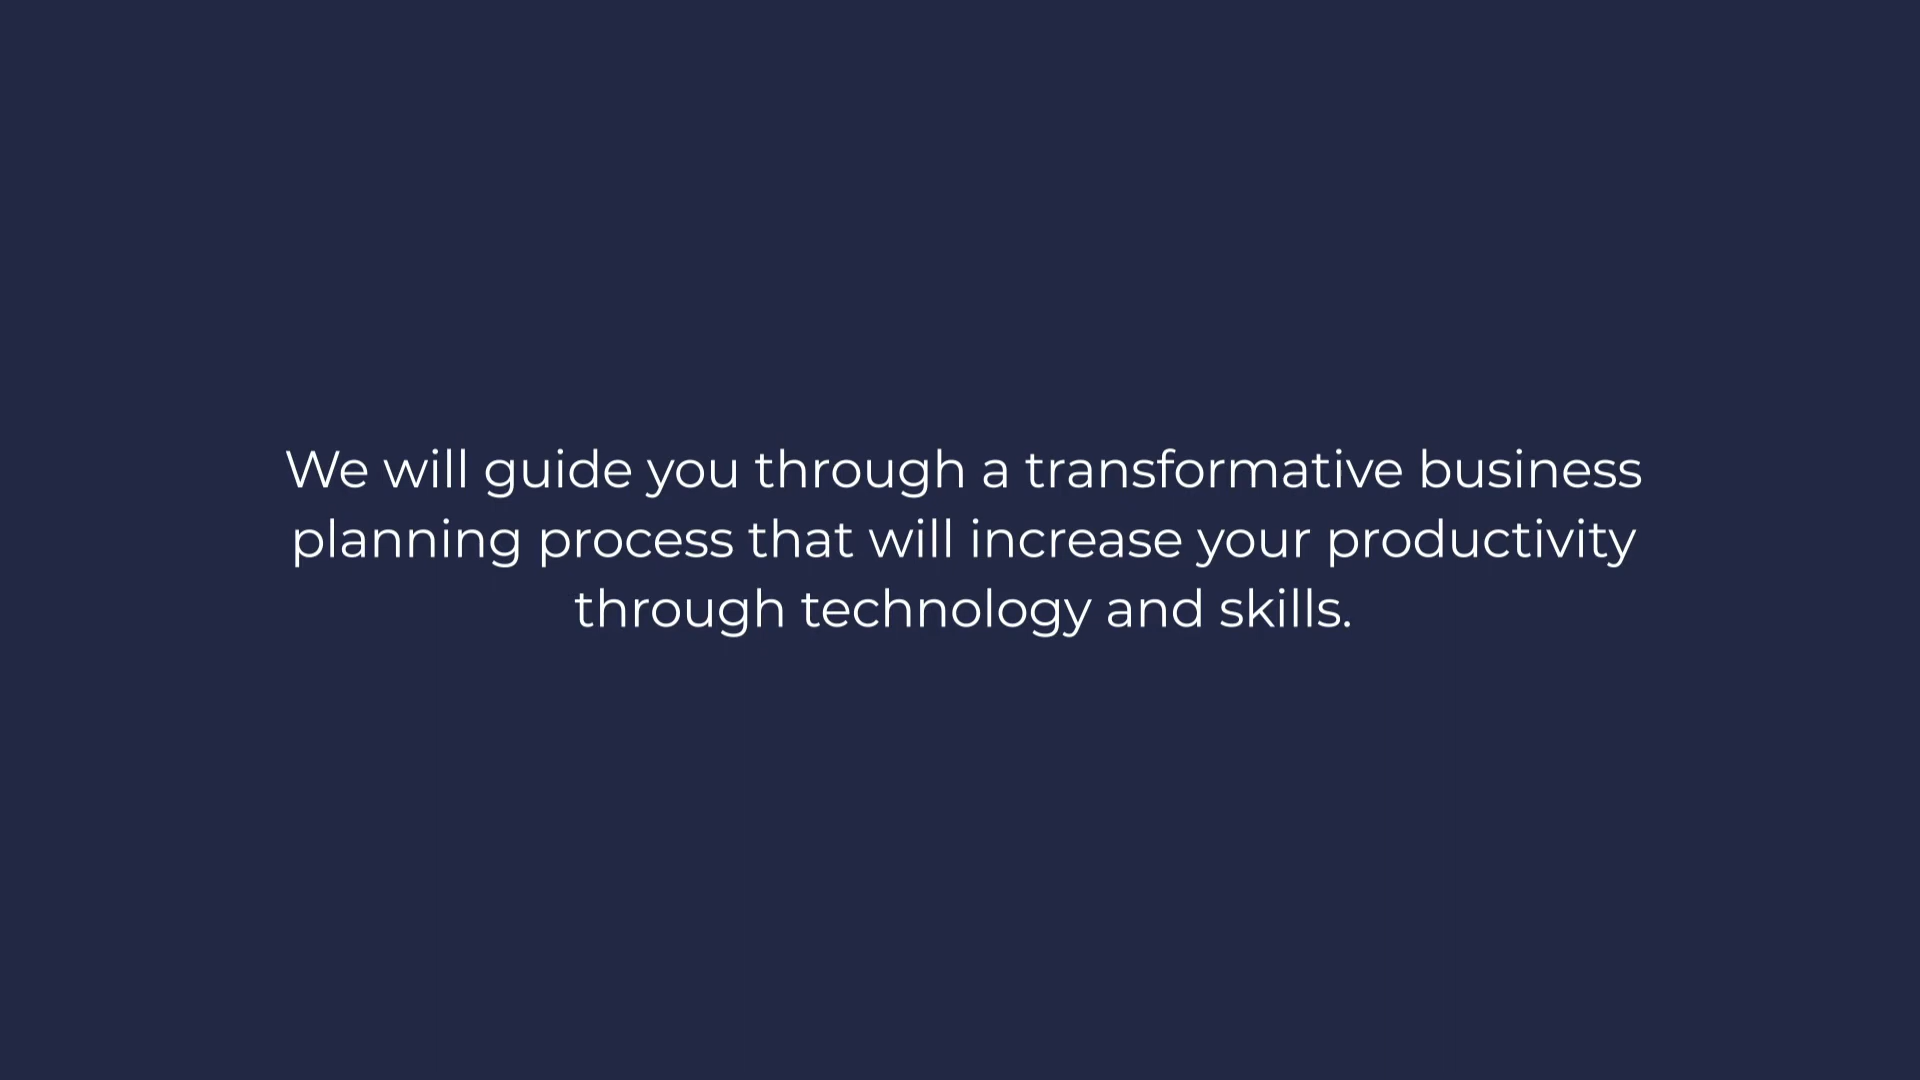 We will guide you through a transformative business
planning process that will increase your productivity
through technology and skills.